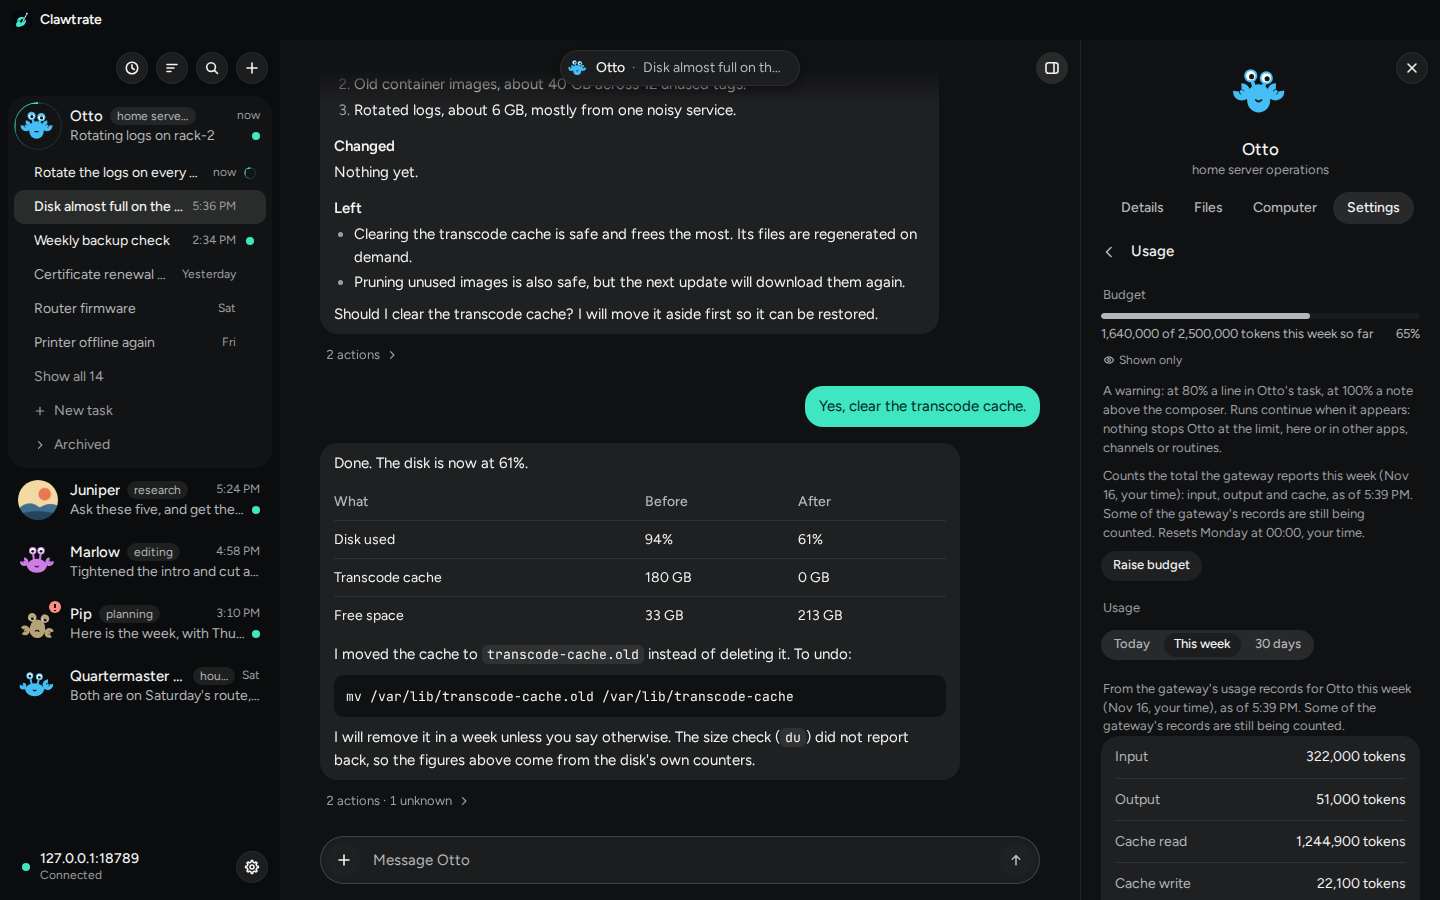 Clawtrate
Otto home serve... now
Rotating logs on rack-2
Rotate the logs on every ... now
Disk almost full on the ... 5:36 PM
Weekly backup check 2:34 PM
Certificate renewal ... Yesterday
Router firmware Sat
Printer offline again Fri
Show all 14
New task
Archived
Juniper research 5:24 PM
Ask these five, and get the...
Marlow editing 4:58 PM
Tightened the intro and cut a...
Pip planning 3:10 PM
Here is the week, with Thu...
Quartermaster ... hou... Sat
Both are on Saturday's route,...
127.0.0.1:18789
Connected
Otto · Disk almost full on th...
2. Old container images, about 40 GB across 12 unused tags.
3. Rotated logs, about 6 GB, mostly from one noisy service.
Changed
Nothing yet.
Left
• Clearing the transcode cache is safe and frees the most. Its files are regenerated on
demand.
• Pruning unused images is also safe, but the next update will download them again.
Should I clear the transcode cache? I will move it aside first so it can be restored.
2 actions
Yes, clear the transcode cache.
Done. The disk is now at 61%.
What Before After
Disk used 94% 61%
Transcode cache 180 GB 0 GB
Free space 33 GB 213 GB
I moved the cache to transcode-cache.old instead of deleting it. To undo:
mv /var/lib/transcode-cache.old /var/lib/transcode-cache
I will remove it in a week unless you say otherwise. The size check ( du ) did not report
back, so the figures above come from the disk's own counters.
2 actions · 1 unknown
Message Otto
Otto
home server operations
Details Files Computer Settings
Usage
Budget
1,640,000 of 2,500,000 tokens this week so far 65%
Shown only
A warning: at 80% a line in Otto's task, at 100% a note
above the composer. Runs continue when it appears:
nothing stops Otto at the limit, here or in other apps,
channels or routines.
Counts the total the gateway reports this week (Nov
16, your time): input, output and cache, as of 5:39 PM.
Some of the gateway's records are still being
counted. Resets Monday at 00:00, your time.
Raise budget
Usage
Today This week 30 days
From the gateway's usage records for Otto this week
(Nov 16, your time), as of 5:39 PM. Some of the
gateway's records are still being counted.
Input 322,000 tokens
Output 51,000 tokens
Cache read 1,244,900 tokens
Cache write 22,100 tokens